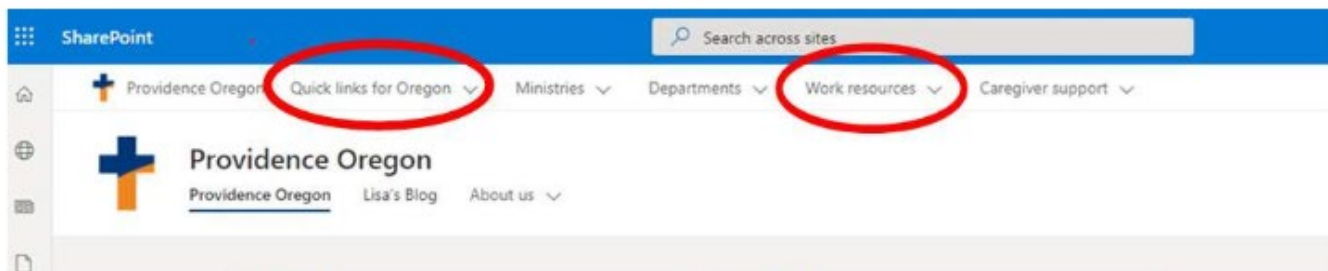 SharePoint
Search across sites
Providence Oregon Quick links for Oregon Ministries Departments Work resources Caregiver support
Providence Oregon
Providence Oregon Lisa's Blog About us